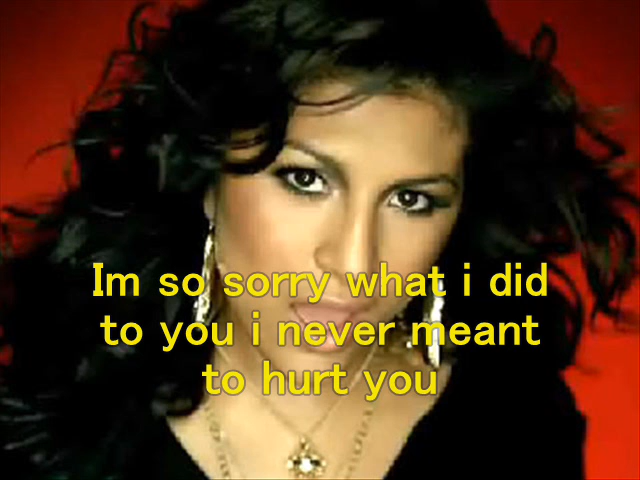 Im so sorry what i did
to you i never meant
to hurt you